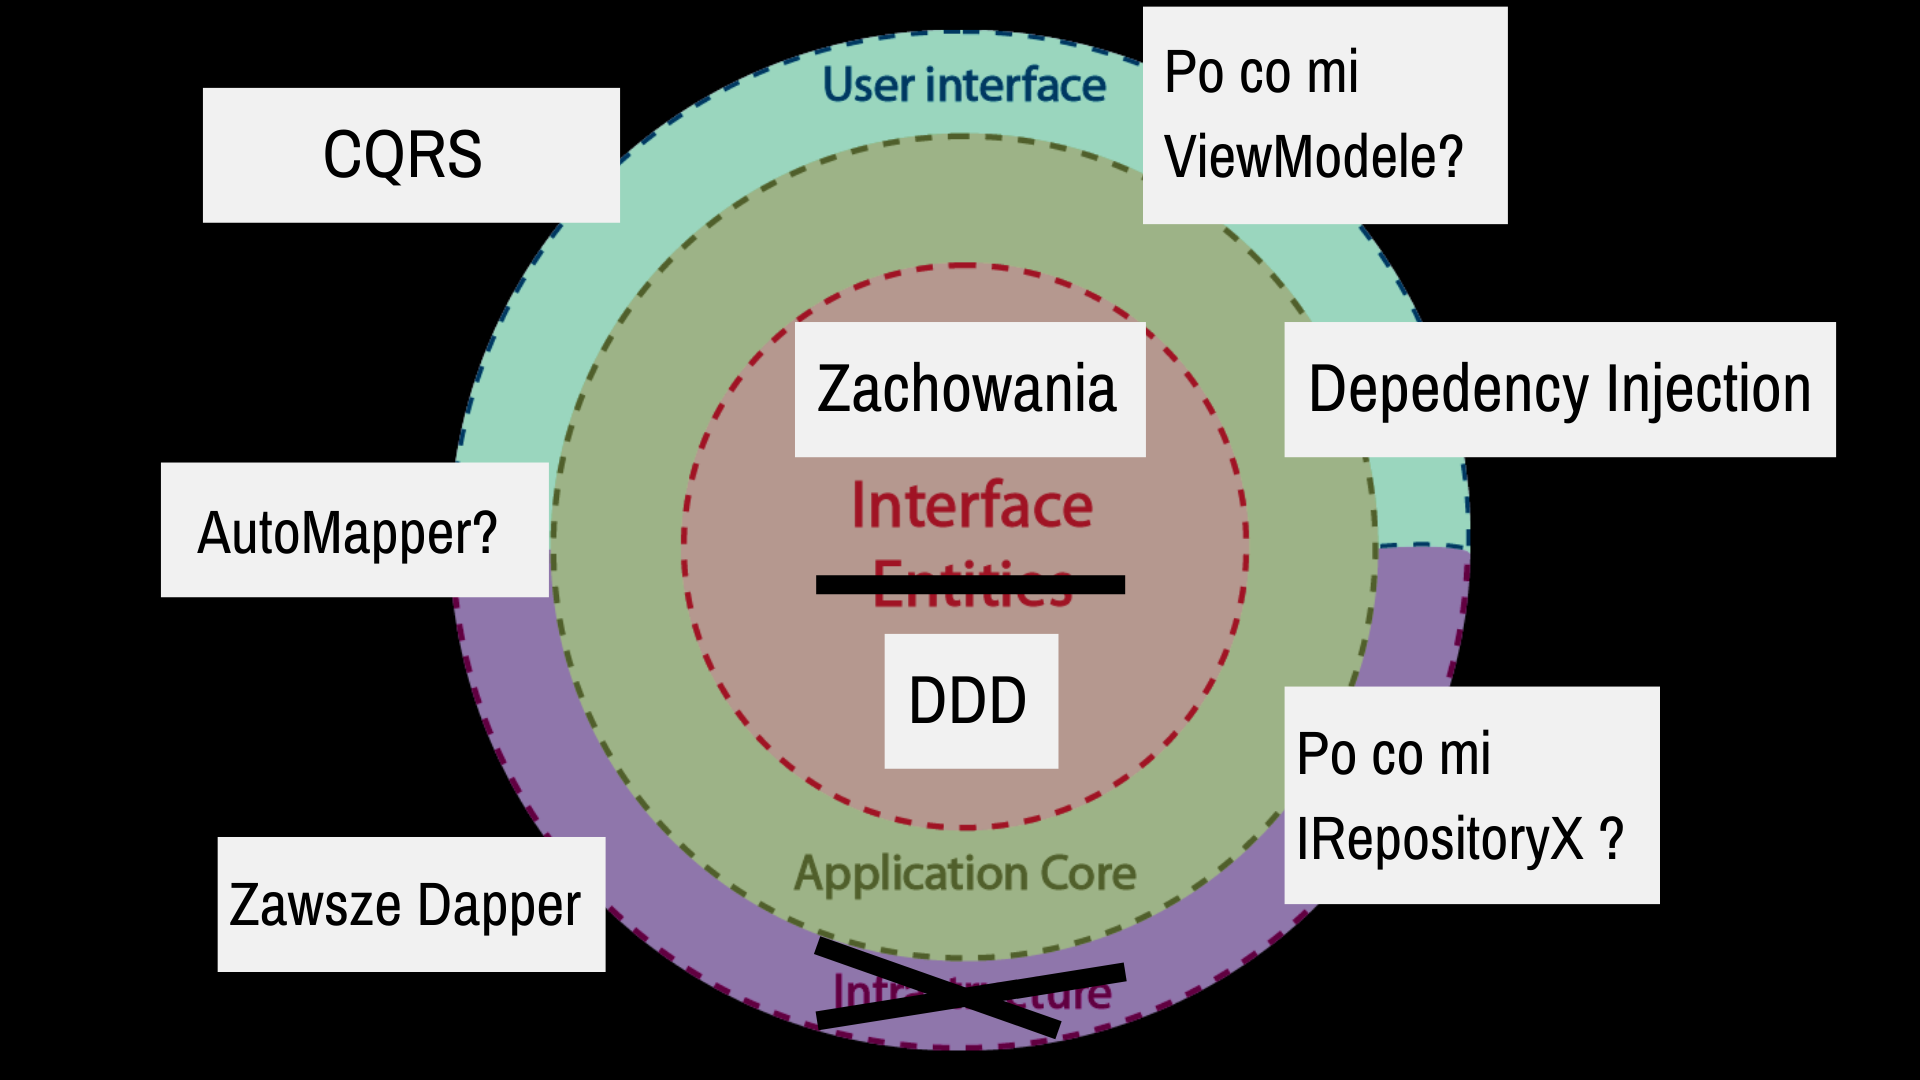 User interface
Po co mi
ViewModele?
CQRS
Zachowania
Depedency Injection
Interface
AutoMapper?
Entities
DDD
Po co mi
IRepositoryX ?
Application Core
Zawsze Dapper
Infrastructure